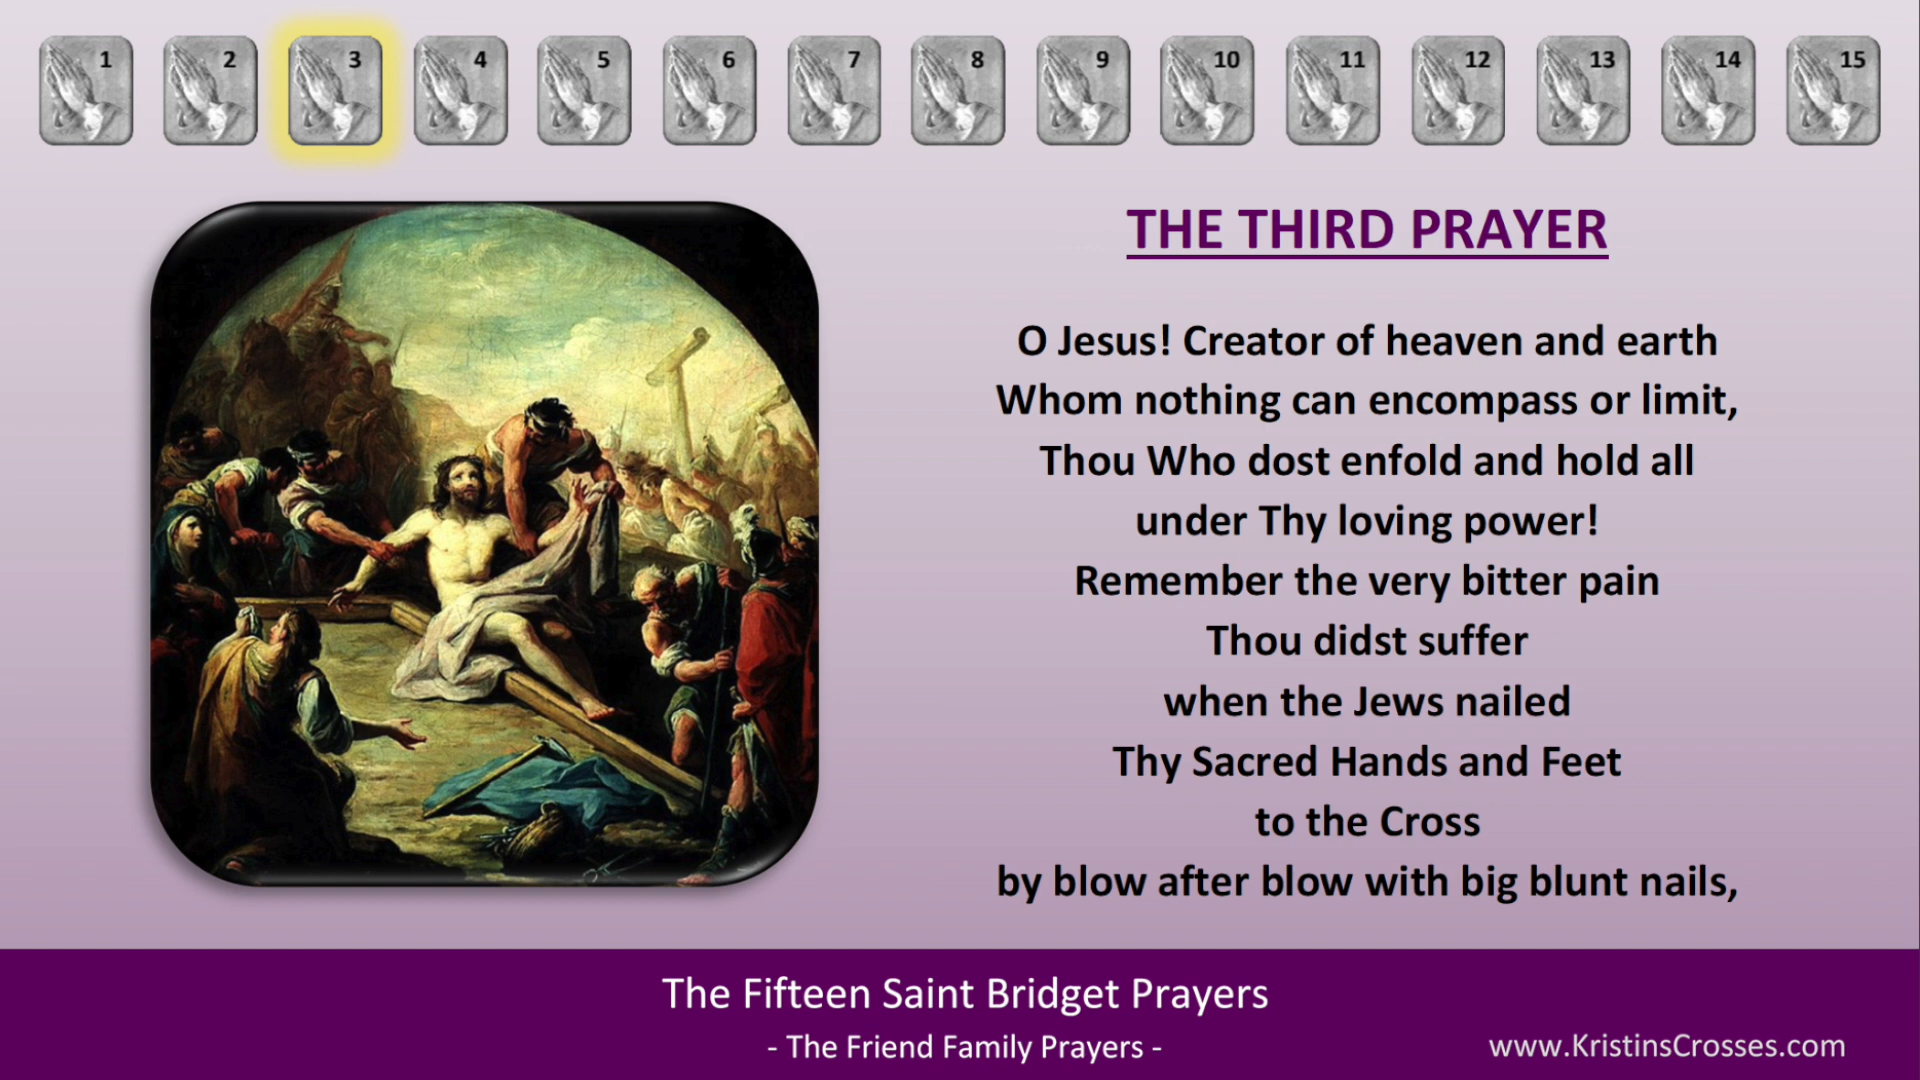 1 2 3 4 5 6 7 8 9 10 11 12 13 14 15
THE THIRD PRAYER
O Jesus! Creator of heaven and earth
Whom nothing can encompass or limit,
Thou Who dost enfold and hold all
under Thy loving power!
Remember the very bitter pain
Thou didst suffer
when the Jews nailed
Thy Sacred Hands and Feet
to the Cross
by blow after blow with big blunt nails,
The Fifteen Saint Bridget Prayers
- The Friend Family Prayers -
www.KristinsCrosses.com